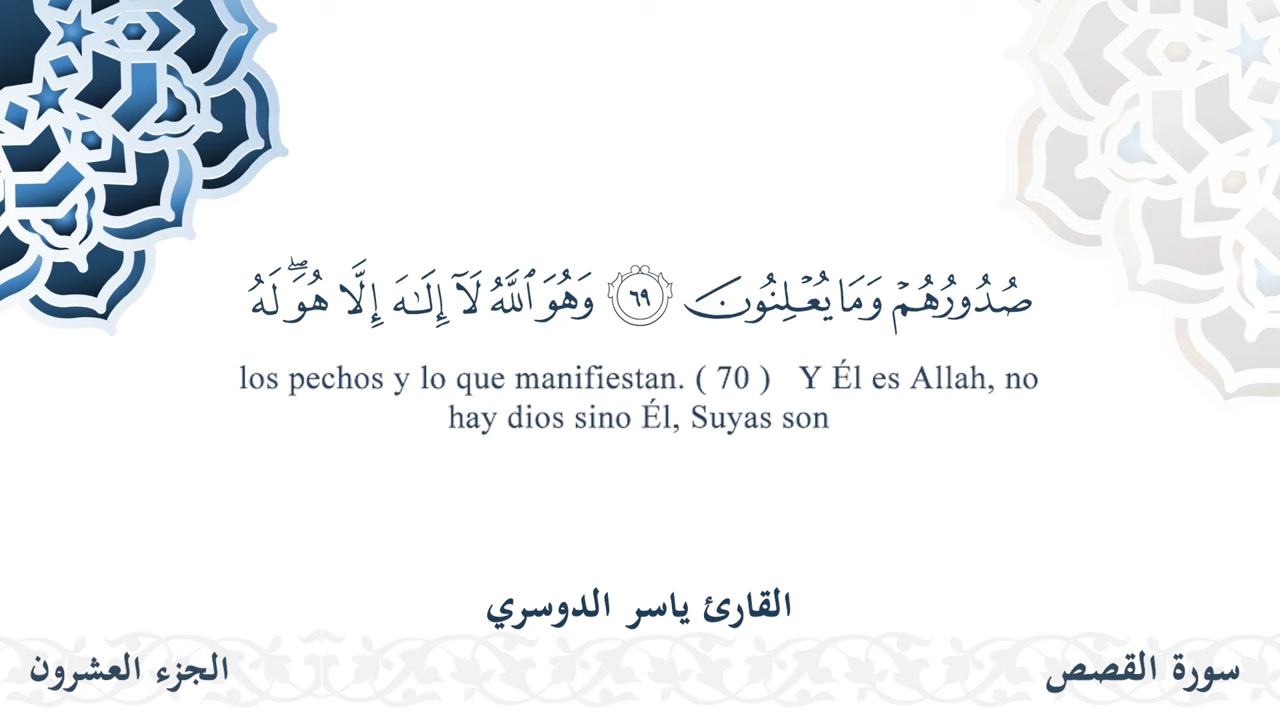 صُدُورُهُمْ وَمَا يُعْلِنُونَ ٦٩ وَهُوَ ٱللَّهُ لَآ إِلَـٰهَ إِلَّا هُوَ ۖ لَهُ
los pechos y lo que manifiestan. ( 70 ) Y Él es Allah, no
hay dios sino Él, Suyas son
القارئ ياسر الدوسري
سورة القصص
الجزء العشرون